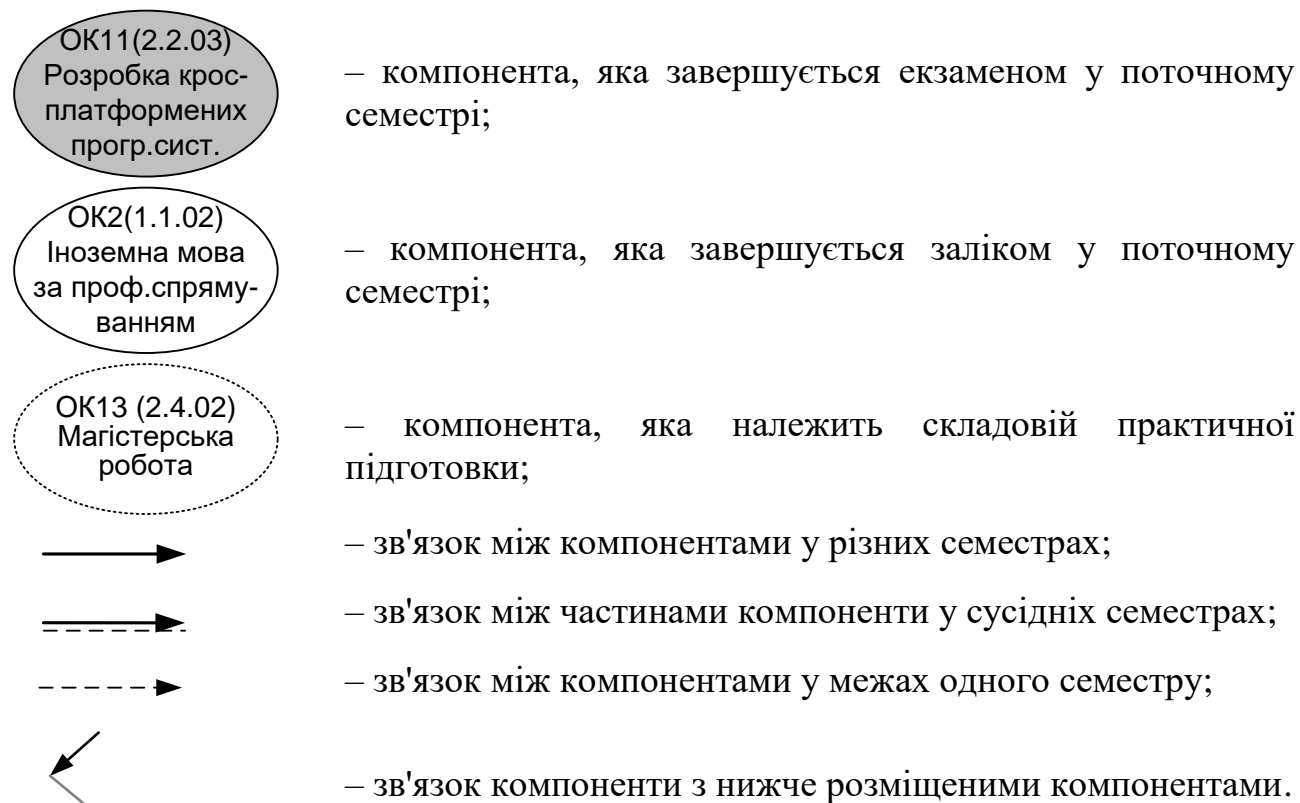 ОК11(2.2.03)
Розробка крос-
платформених
прогр.сист.
– компонента, яка завершується екзаменом у поточному
семестрі;
ОК2(1.1.02)
Іноземна мова
за проф.спряму-
ванням
– компонента, яка завершується заліком у поточному
семестрі;
ОК13 (2.4.02)
Магістерська
робота
– компонента, яка належить складовій практичної
підготовки;
– зв'язок між компонентами у різних семестрах;
– зв'язок між частинами компоненти у сусідніх семестрах;
– зв'язок між компонентами у межах одного семестру;
– зв'язок компоненти з нижче розміщеними компонентами.